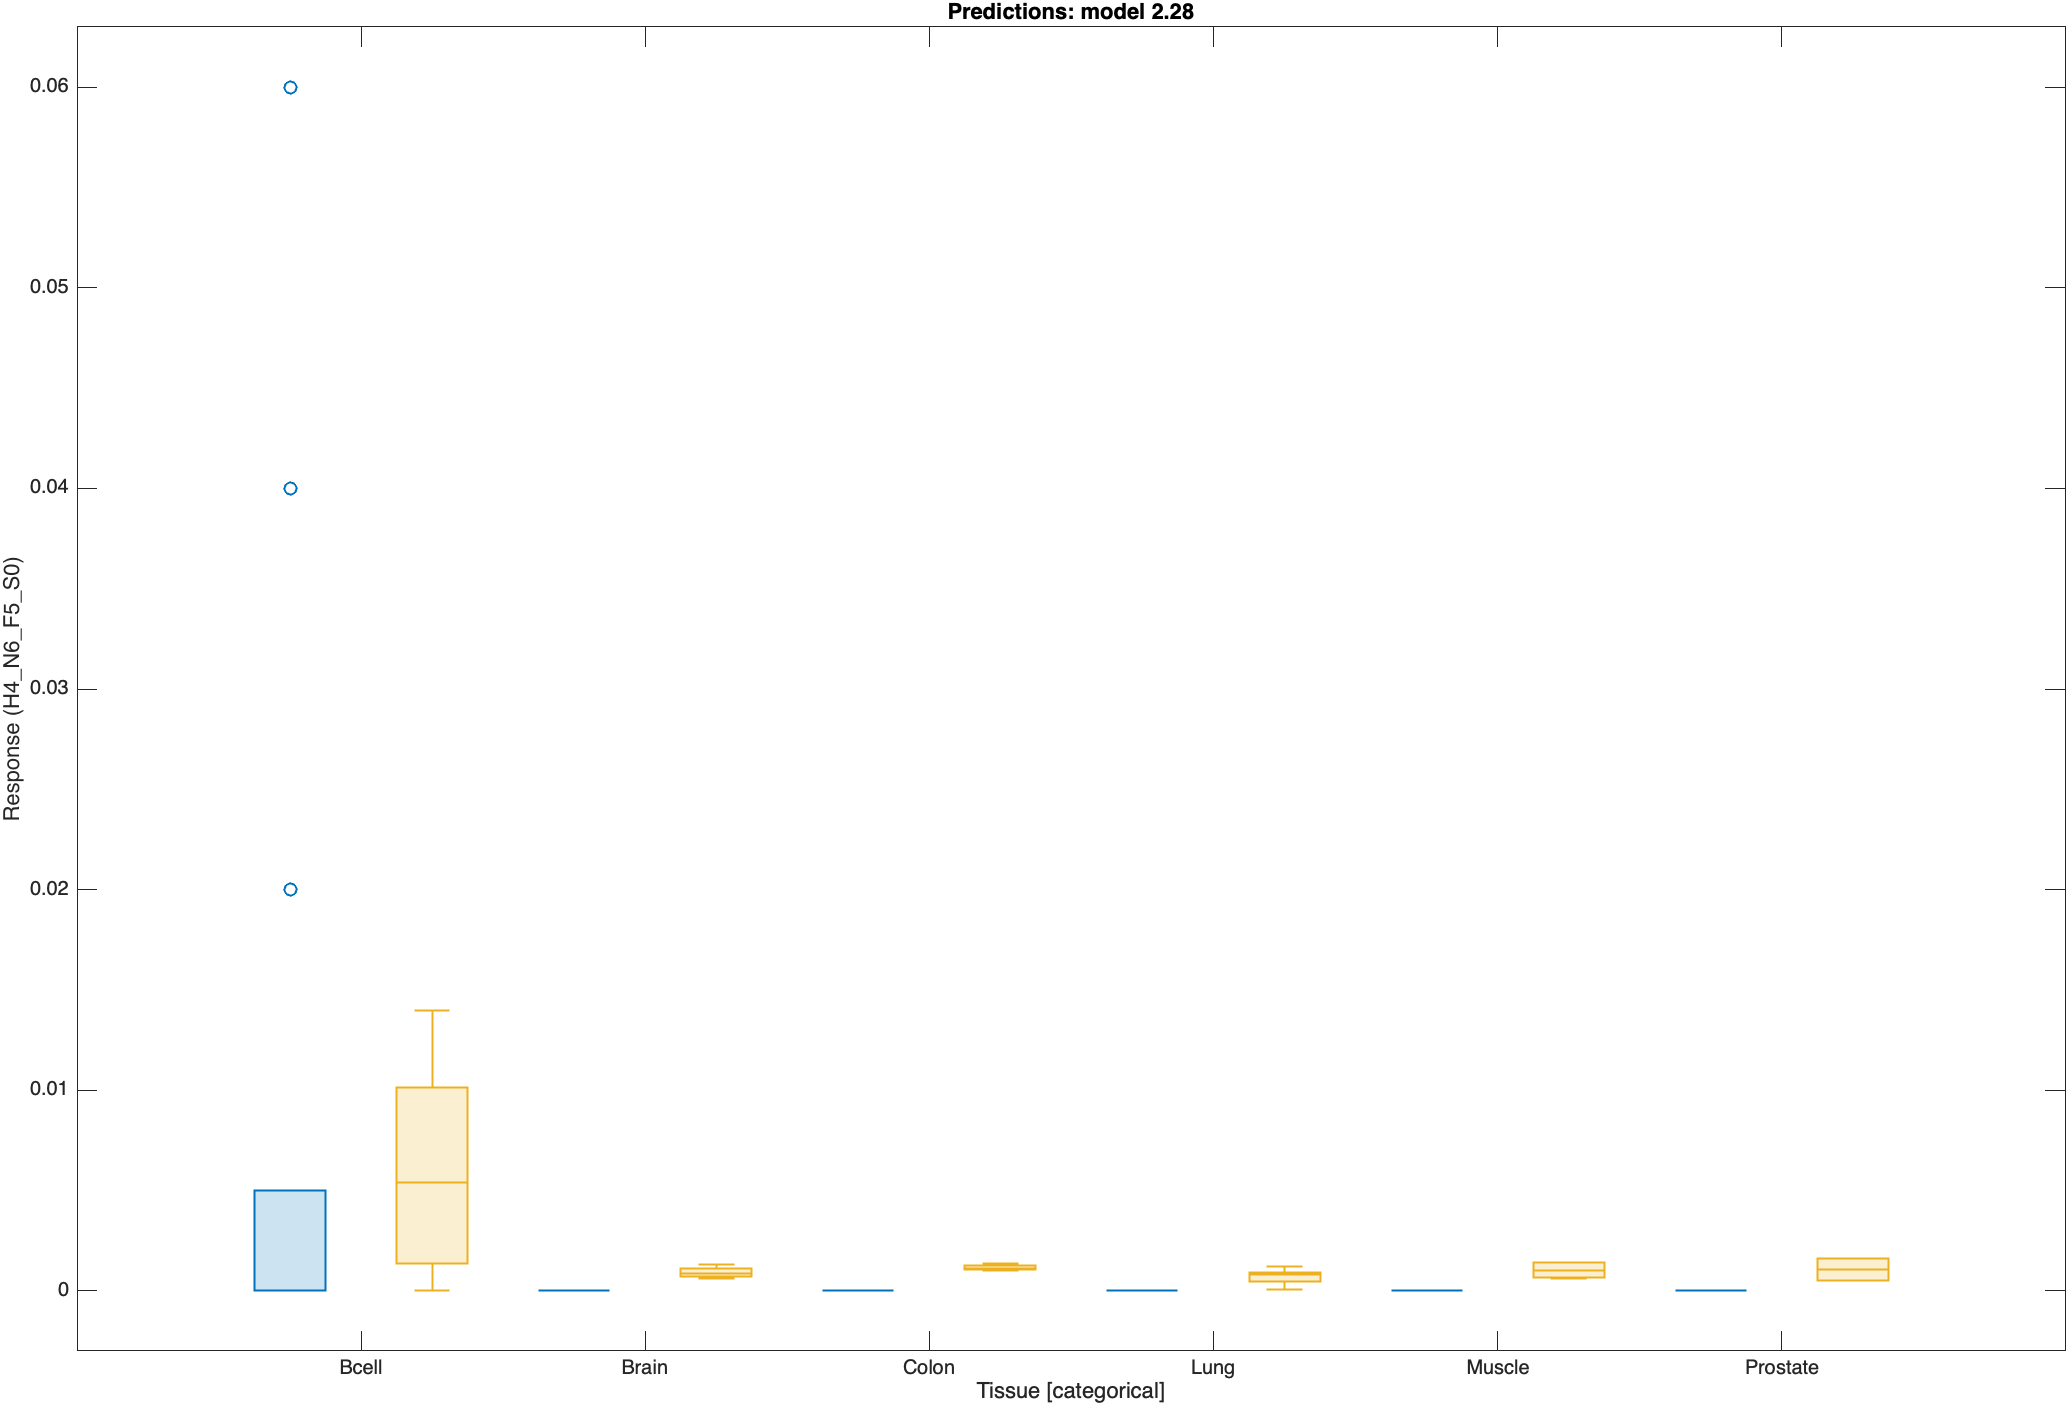 Predictions: model 2.28
Response (H4_N6_F5_S0)
0.06
0.05
0.04
0.03
0.02
0.01
0
Bcell Brain Colon Lung Muscle Prostate
Tissue [categorical]